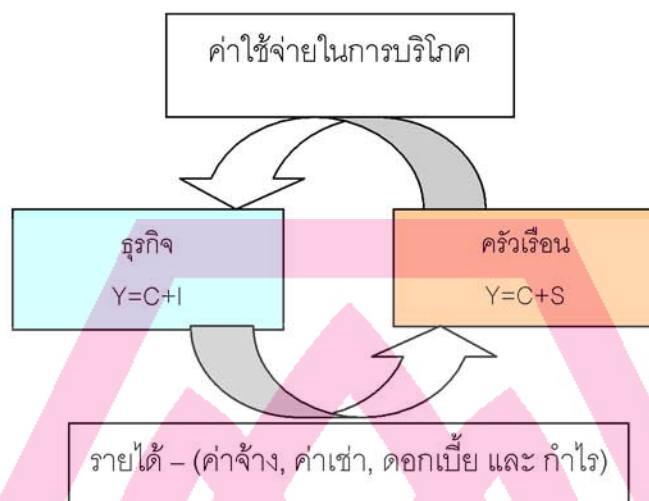 ค่าใช้จ่ายในการบริโภค
ธุรกิจ
Y=C+I
ครัวเรือน
Y=C+S
รายได้ – (ค่าจ้าง, ค่าเช่า, ดอกเบี้ย และ กำไร)